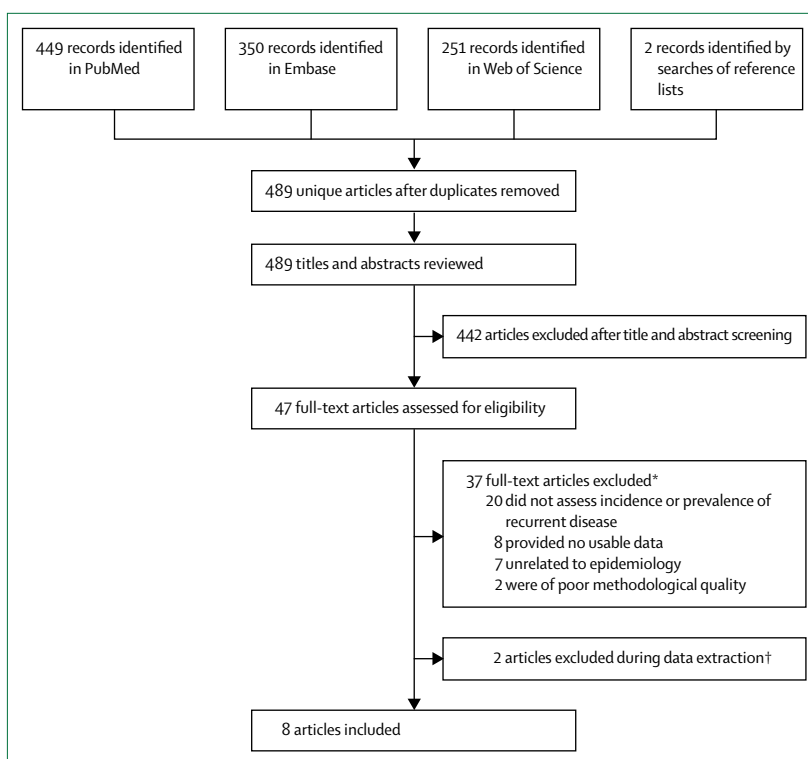 449 records identified
in PubMed
350 records identified
in Embase
251 records identified
in Web of Science
2 records identified by
searches of reference
lists
489 unique articles after duplicates removed
489 titles and abstracts reviewed
442 articles excluded after title and abstract screening
47 full-text articles assessed for eligibility
37 full-text articles excluded*
20 did not assess incidence or prevalence of
recurrent disease
8 provided no usable data
7 unrelated to epidemiology
2 were of poor methodological quality
2 articles excluded during data extraction†
8 articles included